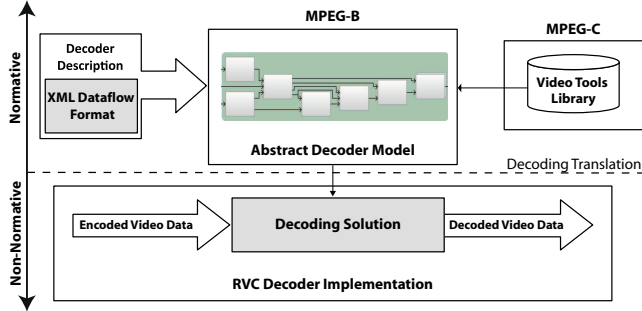 MPEG-B
MPEG-C
Normative
Decoder
Description
XML Dataflow
Format
Video Tools
Library
Abstract Decoder Model
Decoding Translation
Non-Normative
Encoded Video Data
Decoding Solution
Decoded Video Data
RVC Decoder Implementation